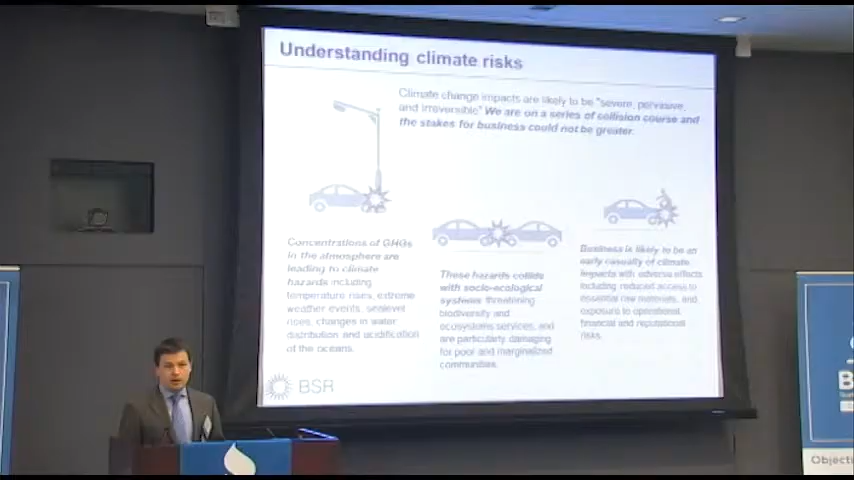 Understanding climate risks
Climate change impacts are likely to be "severe, pervasive,
and irreversible" We are on a series of collision course and
the stakes for business could not be greater.
Concentrations of GHGs
in the atmosphere are
leading to climate
hazards including
temperature rises, extreme
weather events, sealevel
rises, changes in water
distribution and acidification
of the oceans.
These hazards collide
with socio-ecological
systems threatening
biodiversity and
ecosystems services, and
are particularly damaging
for poor and marginalized
communities.
Business is likely to be an
early casualty of climate
impacts with adverse effects
including reduced access to
essential raw materials, and
exposure to operational,
financial and reputational
risks.
BSR
B
Objecti